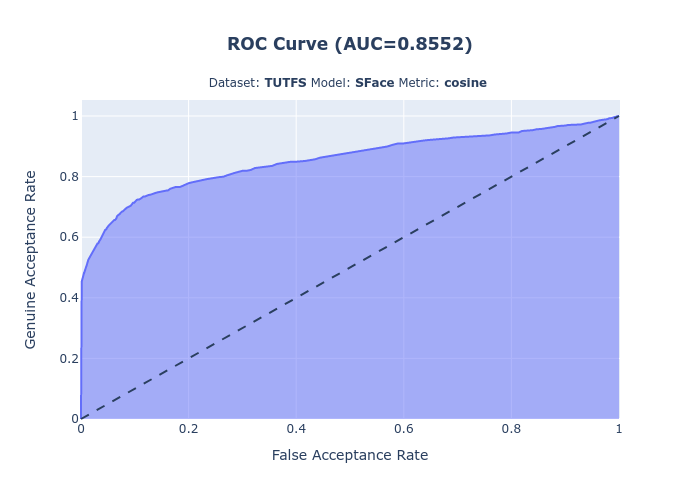 ROC Curve (AUC=0.8552)
Dataset: TUTFS Model: SFace Metric: cosine
Genuine Acceptance Rate
1
0.8
0.6
0.4
0.2
0
0 0.2 0.4 0.6 0.8 1
False Acceptance Rate